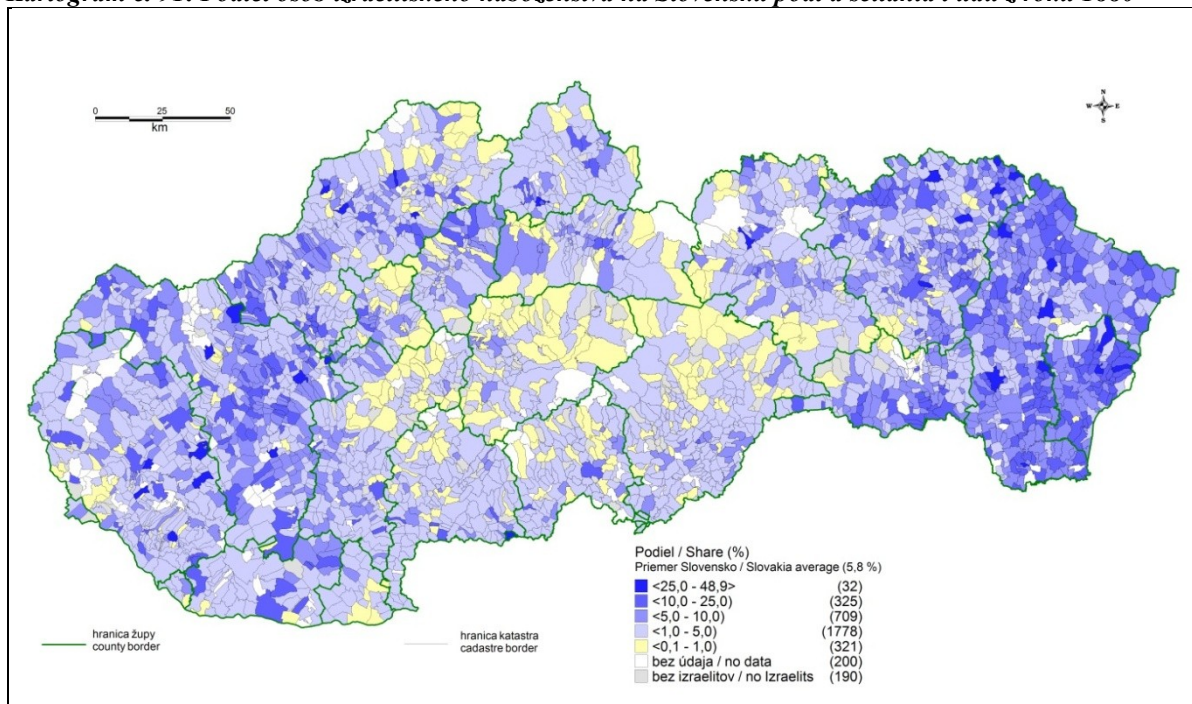 0 25 50
km
N
W E
S
Podiel / Share (%)
Priemer Slovensko / Slovakia average (5,8 %)
<25,0 - 48,9> (32)
<10,0 - 25,0) (325)
<5,0 - 10,0) (709)
<1,0 - 5,0) (1778)
<0,1 - 1,0) (321)
bez údaja / no data (200)
bez izraelitov / no Izraelits (190)
hranica župy
county border
hranica katastra
cadastre border